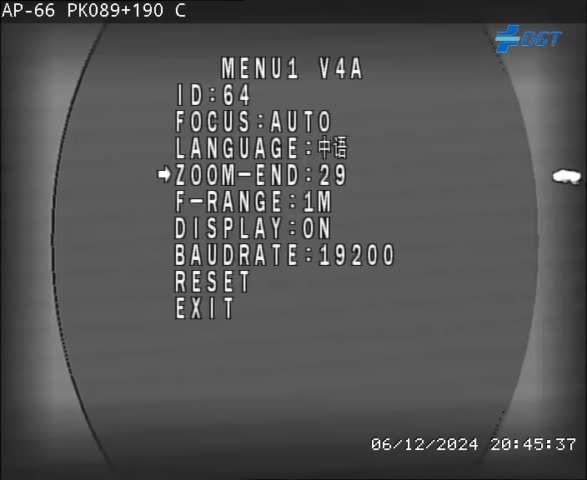 AP-66 PK089+190 C
DGT
MENU1 V4A
ID:64
FOCUS:AUTO
LANGUAGE:中语
ZOOM-END:29
F-RANGE:1M
DISPLAY:ON
BAUDRATE:19200
RESET
EXIT
06/12/2024 20:45:37